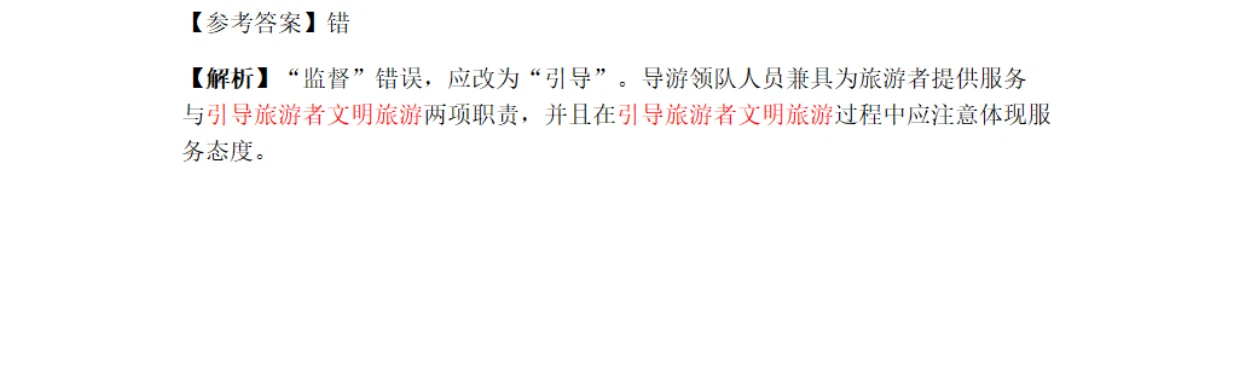 【参考答案】错
【解析】“监督”错误，应改为“引导”。导游领队人员兼具为旅游者提供服务
与引导旅游者文明旅游两项职责，并且在引导旅游者文明旅游过程中应注意体现服
务态度。